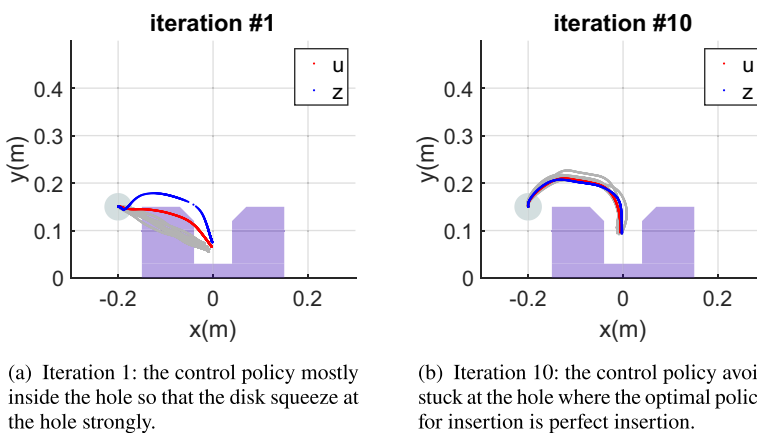 iteration #1
u
z
0.4
0.3
0.2
0.1
0
y(m)
-0.2
0
0.2
x(m)
(a) Iteration 1: the control policy mostly
inside the hole so that the disk squeeze at
the hole strongly.
iteration #10
u
z
0.4
0.3
0.2
0.1
0
y(m)
-0.2
0
0.2
x(m)
(b) Iteration 10: the control policy avoi
stuck at the hole where the optimal polic
for insertion is perfect insertion.